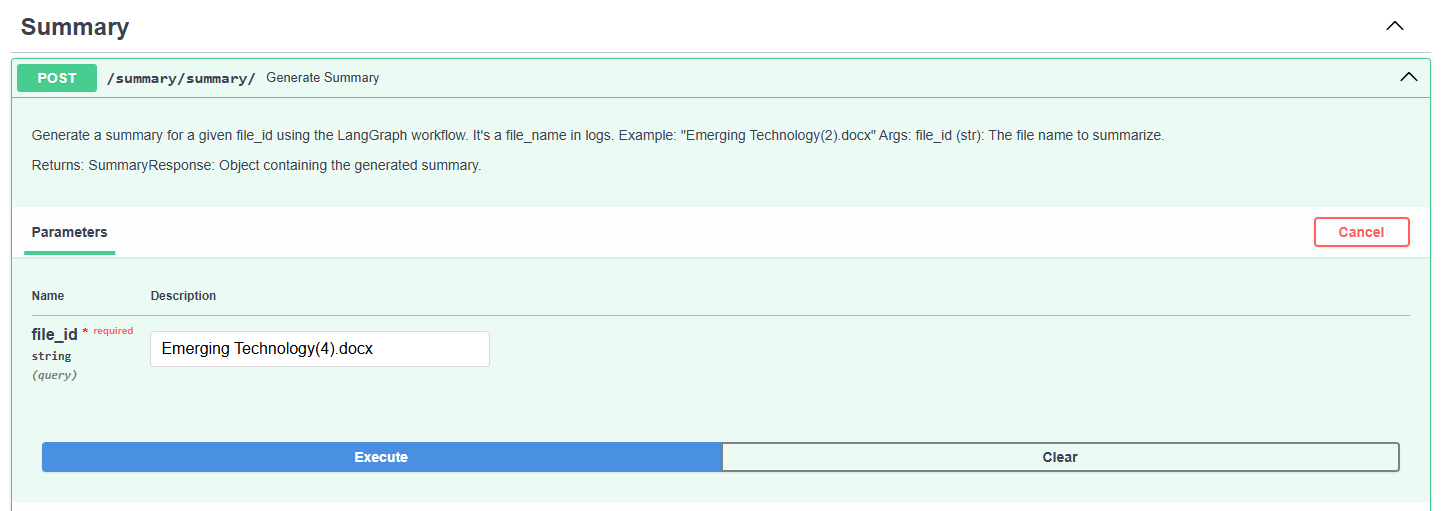 Summary
POST /summary/summary/ Generate Summary
Generate a summary for a given file_id using the LangGraph workflow. It's a file_name in logs. Example: "Emerging Technology(2).docx" Args: file_id (str): The file name to summarize.
Returns: SummaryResponse: Object containing the generated summary.
Parameters Cancel
Name Description
file_id * required
Emerging Technology(4).docx
string
(query)
Execute Clear